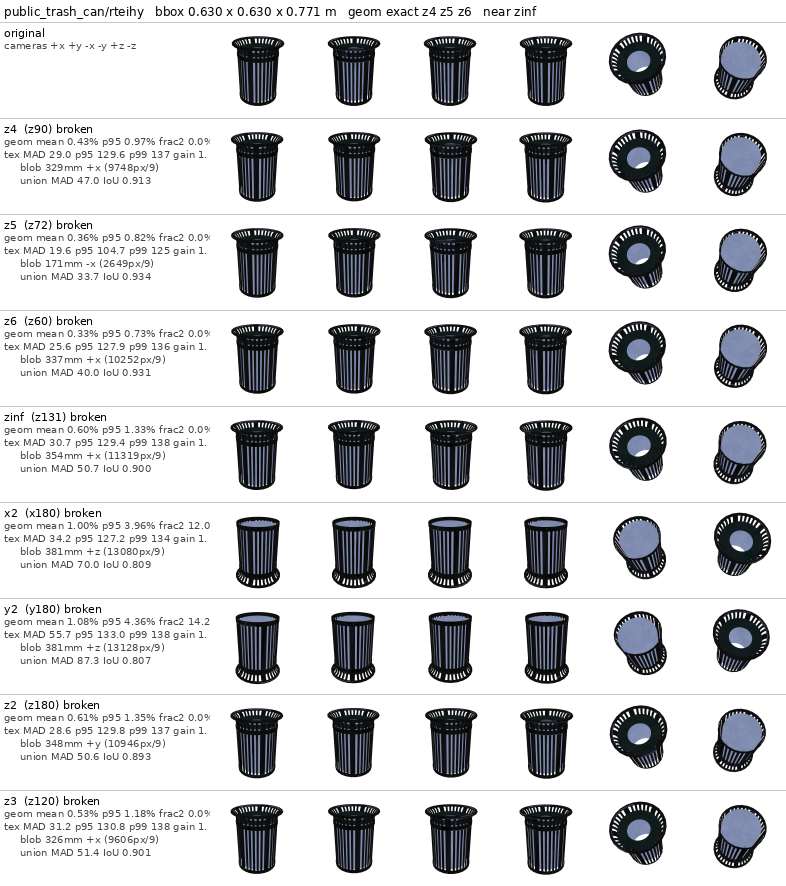 public_trash_can/rteihy   bbox 0.630 x 0.630 x 0.771 m   geom exact z4 z5 z6   near zinf
original
cameras +x +y -x -y +z -z
z4  (z90) broken
geom mean 0.43% p95 0.97% frac2 0.0%
tex MAD 29.0 p95 129.6 p99 137 gain 1.
blob 329mm +x (9748px/9)
union MAD 47.0 IoU 0.913
z5  (z72) broken
geom mean 0.36% p95 0.82% frac2 0.0%
tex MAD 19.6 p95 104.7 p99 125 gain 1.
blob 171mm -x (2649px/9)
union MAD 33.7 IoU 0.934
z6  (z60) broken
geom mean 0.33% p95 0.73% frac2 0.0%
tex MAD 25.6 p95 127.9 p99 136 gain 1.
blob 337mm +x (10252px/9)
union MAD 40.0 IoU 0.931
zinf  (z131) broken
geom mean 0.60% p95 1.33% frac2 0.0%
tex MAD 30.7 p95 129.4 p99 138 gain 1.
blob 354mm +x (11319px/9)
union MAD 50.7 IoU 0.900
x2  (x180) broken
geom mean 1.00% p95 3.96% frac2 12.0
tex MAD 34.2 p95 127.2 p99 134 gain 1.
blob 381mm +z (13080px/9)
union MAD 70.0 IoU 0.809
y2  (y180) broken
geom mean 1.08% p95 4.36% frac2 14.2
tex MAD 55.7 p95 133.0 p99 138 gain 1.
blob 381mm +z (13128px/9)
union MAD 87.3 IoU 0.807
z2  (z180) broken
geom mean 0.61% p95 1.35% frac2 0.0%
tex MAD 28.6 p95 129.8 p99 137 gain 1.
blob 348mm +y (10946px/9)
union MAD 50.6 IoU 0.893
z3  (z120) broken
geom mean 0.53% p95 1.18% frac2 0.0%
tex MAD 31.2 p95 130.8 p99 138 gain 1.
blob 326mm +x (9606px/9)
union MAD 51.4 IoU 0.901